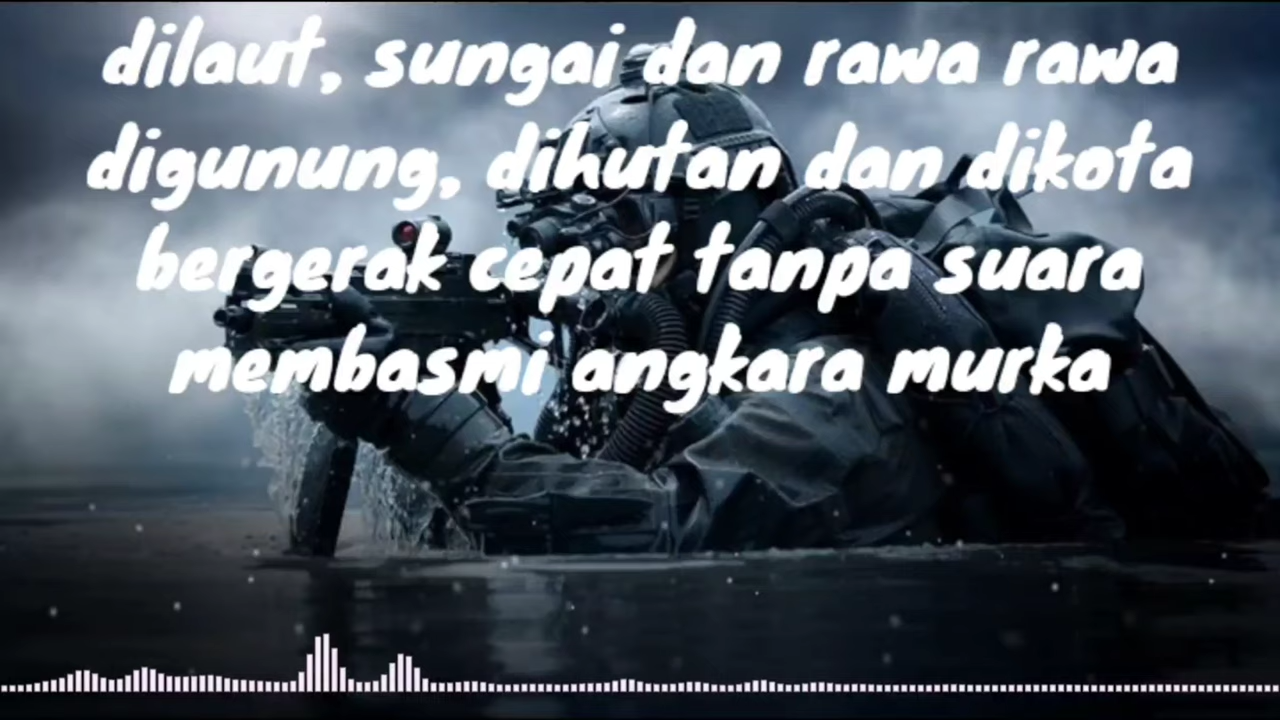 dilaut, sungai dan rawa rawa
digunung, dihutan dan dikota
bergerak cepat tanpa suara
membasmi angkara murka